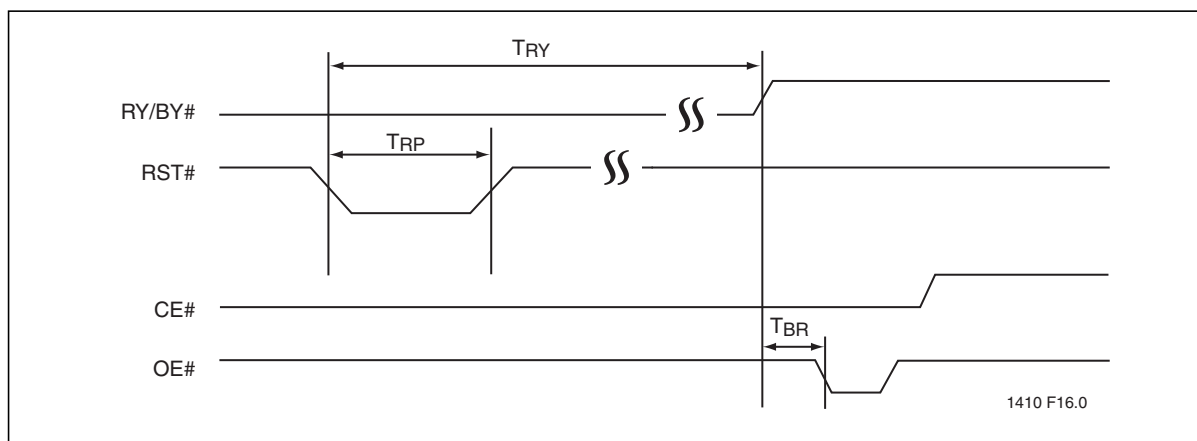 TRY
RY/BY#
TRP
RST#
CE#
TBR
OE#
1410 F16.0